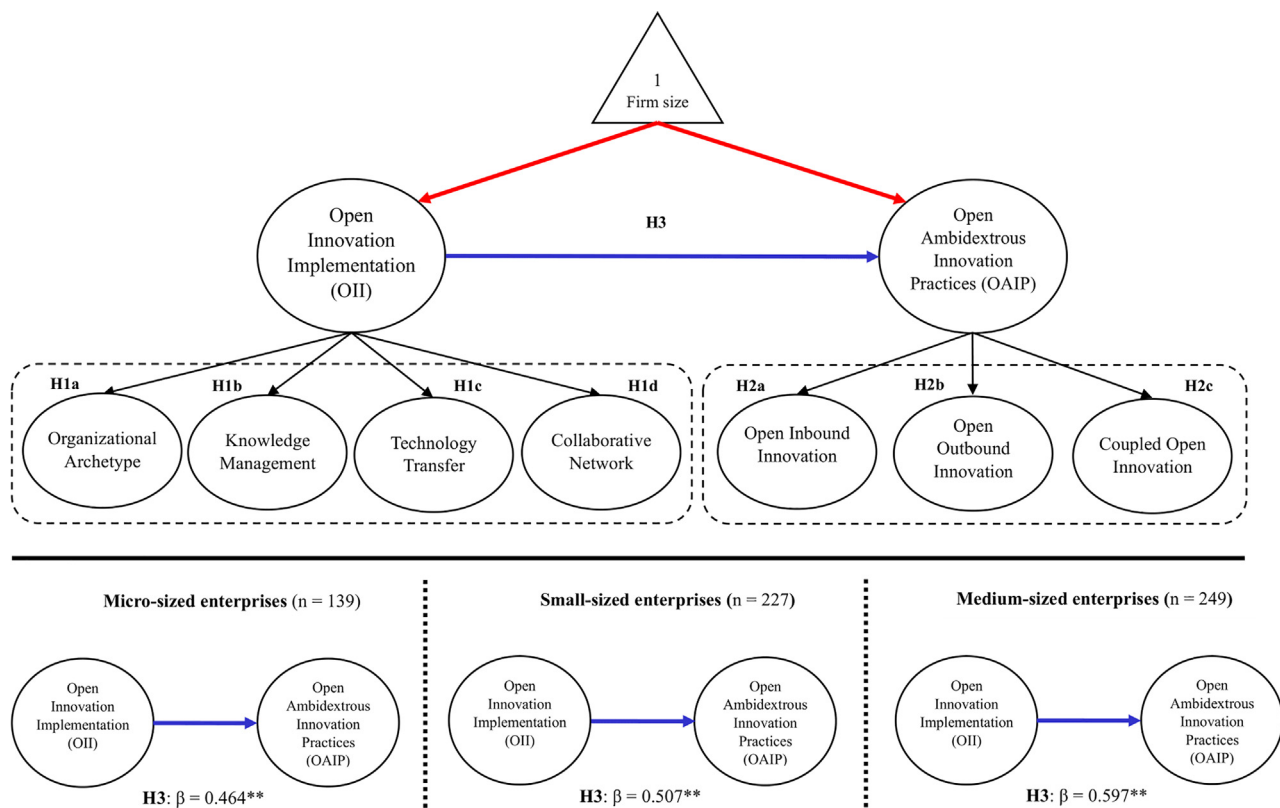 1
Firm size
Open
Innovation
Implementation
(OII)
H3
Open
Ambidextrous
Innovation
Practices (OAIP)
H1a
H1b
H1c
H1d
H2a
H2b
H2c
Organizational
Archetype
Knowledge
Management
Technology
Transfer
Collaborative
Network
Open Inbound
Innovation
Open
Outbound
Innovation
Coupled Open
Innovation
Micro-sized enterprises (n = 139)
Small-sized enterprises (n = 227)
Medium-sized enterprises (n = 249)
Open
Innovation
Implementation
(OII)
Open
Ambidextrous
Innovation
Practices
(OAIP)
H3: β = 0.464**
Open
Innovation
Implementation
(OII)
Open
Ambidextrous
Innovation
Practices
(OAIP)
H3: β = 0.507**
Open
Innovation
Implementation
(OII)
Open
Ambidextrous
Innovation
Practices
(OAIP)
H3: β = 0.597**